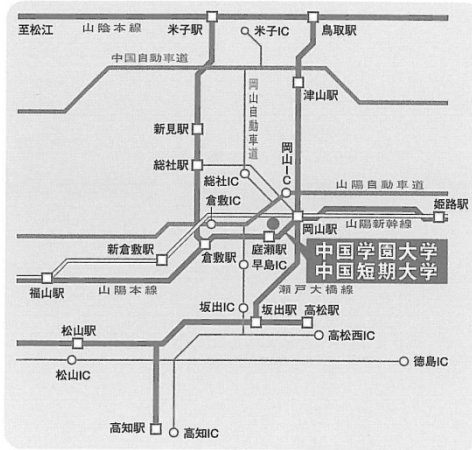 至松江
山陰本線
米子駅
米子IC
鳥取駅
中国自動車道
岡山自動車道
津山駅
新見駅
岡山IC
総社駅
総社IC
倉敷IC
山陽自動車道
姫路駅
山陽新幹線
岡山駅
新倉敷駅
倉敷駅
庭瀬駅
早島IC
中国学園大学
中国短期大学
福山駅
山陽本線
瀬戸大橋線
坂出IC
坂出駅
高松駅
松山駅
高松西IC
松山IC
徳島IC
高知駅
高知IC